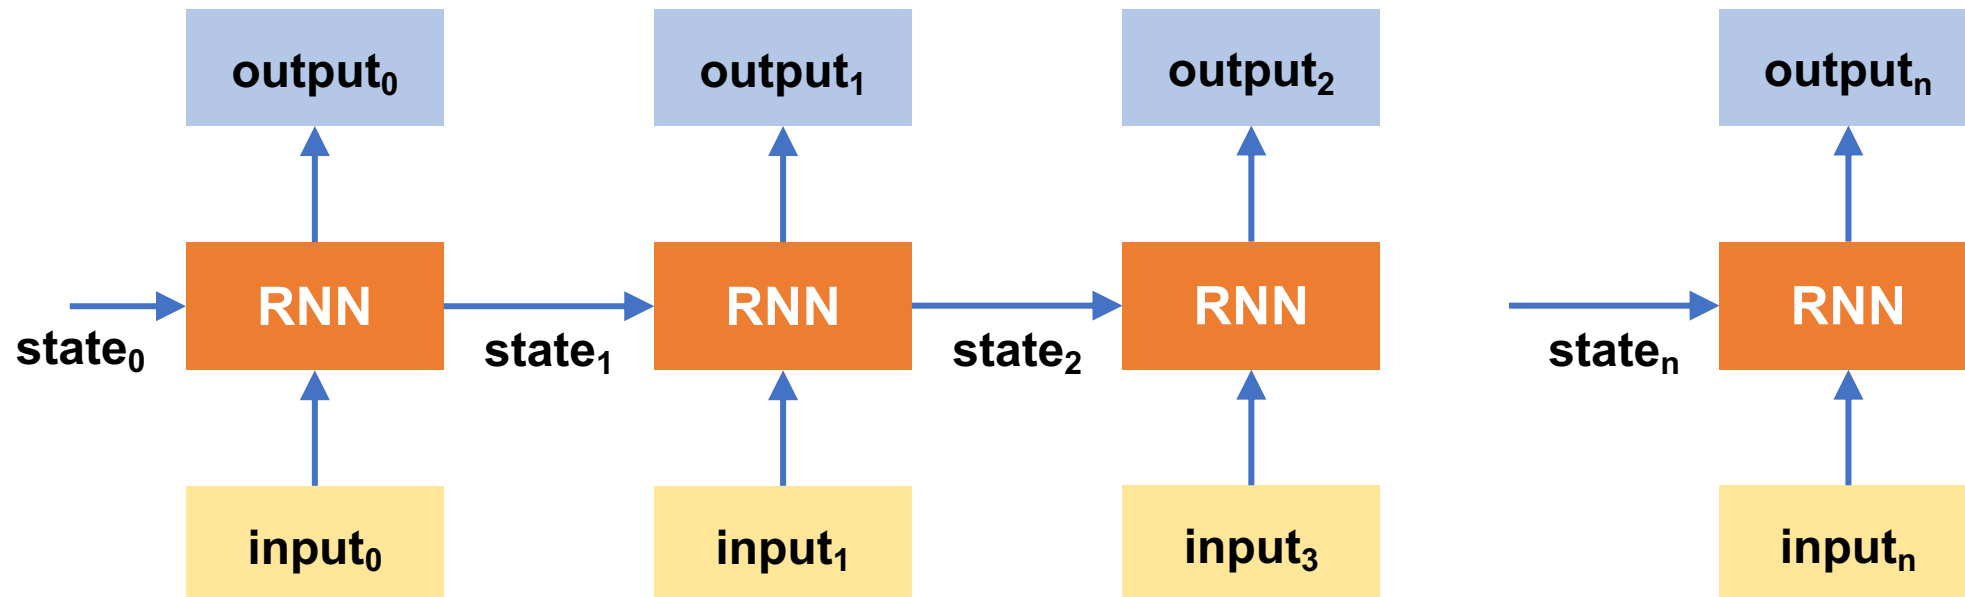 output₀ output₁ output₂ outputₙ
RNN RNN RNN RNN
state₀ state₁ state₂ stateₙ
input₀ input₁ input₃ inputₙ